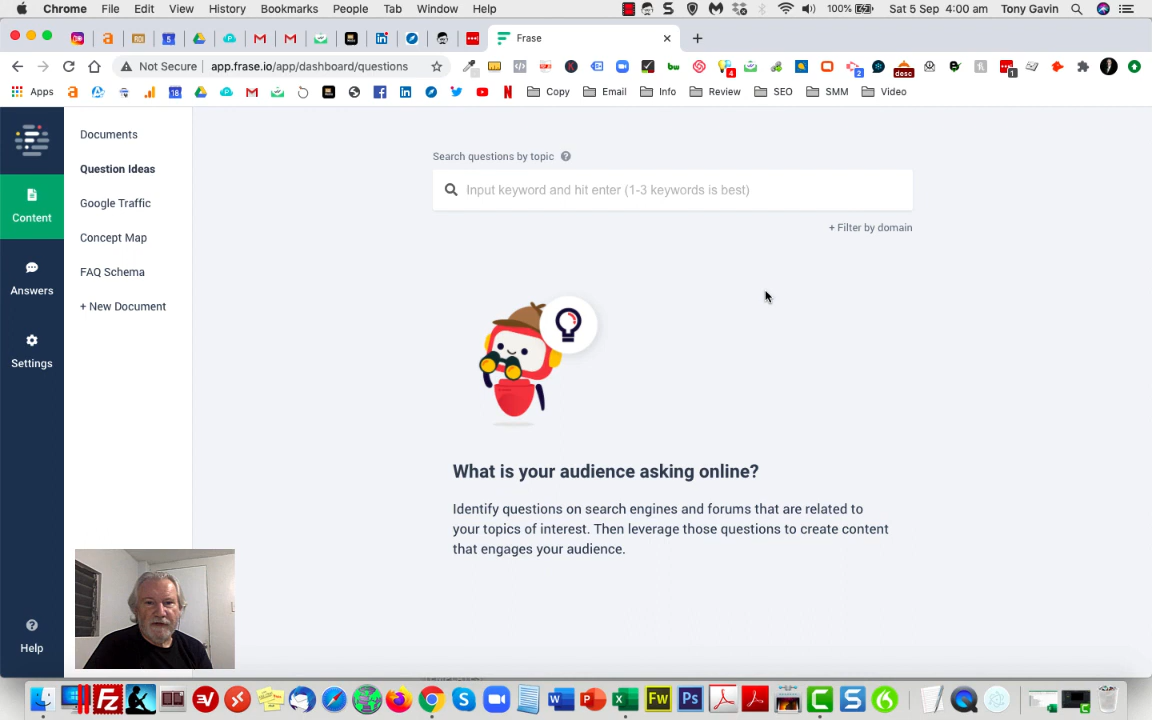 Chrome File Edit View History Bookmarks People Tab Window Help 100% Sat 5 Sep 4:00 am Tony Gavin
Frase
Not Secure app.frase.io/app/dashboard/questions
Apps Copy Email Info Review SEO SMM Video
Documents
Question Ideas
Google Traffic
Concept Map
FAQ Schema
+ New Document
Content
Answers
Settings
Help
Search questions by topic
Input keyword and hit enter (1-3 keywords is best)
+ Filter by domain
What is your audience asking online?
Identify questions on search engines and forums that are related to
your topics of interest. Then leverage those questions to create content
that engages your audience.